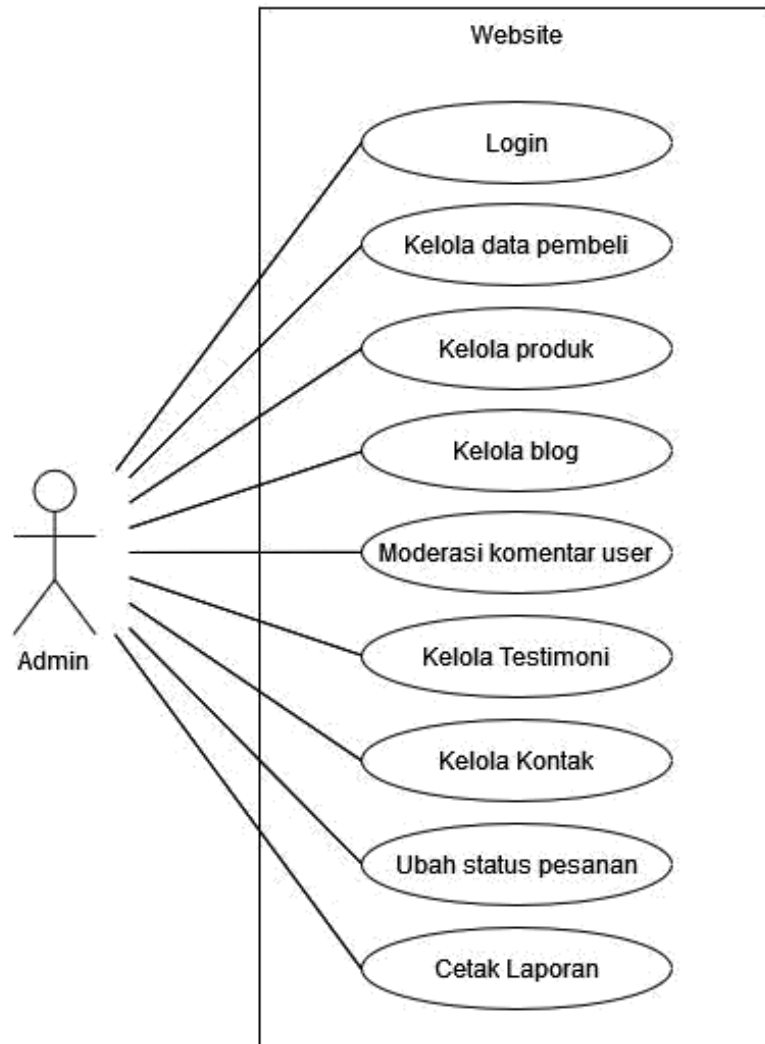 Website
Login
Kelola data pembeli
Kelola produk
Kelola blog
Moderasi komentar user
Kelola Testimoni
Admin
Kelola Kontak
Ubah status pesanan
Cetak Laporan